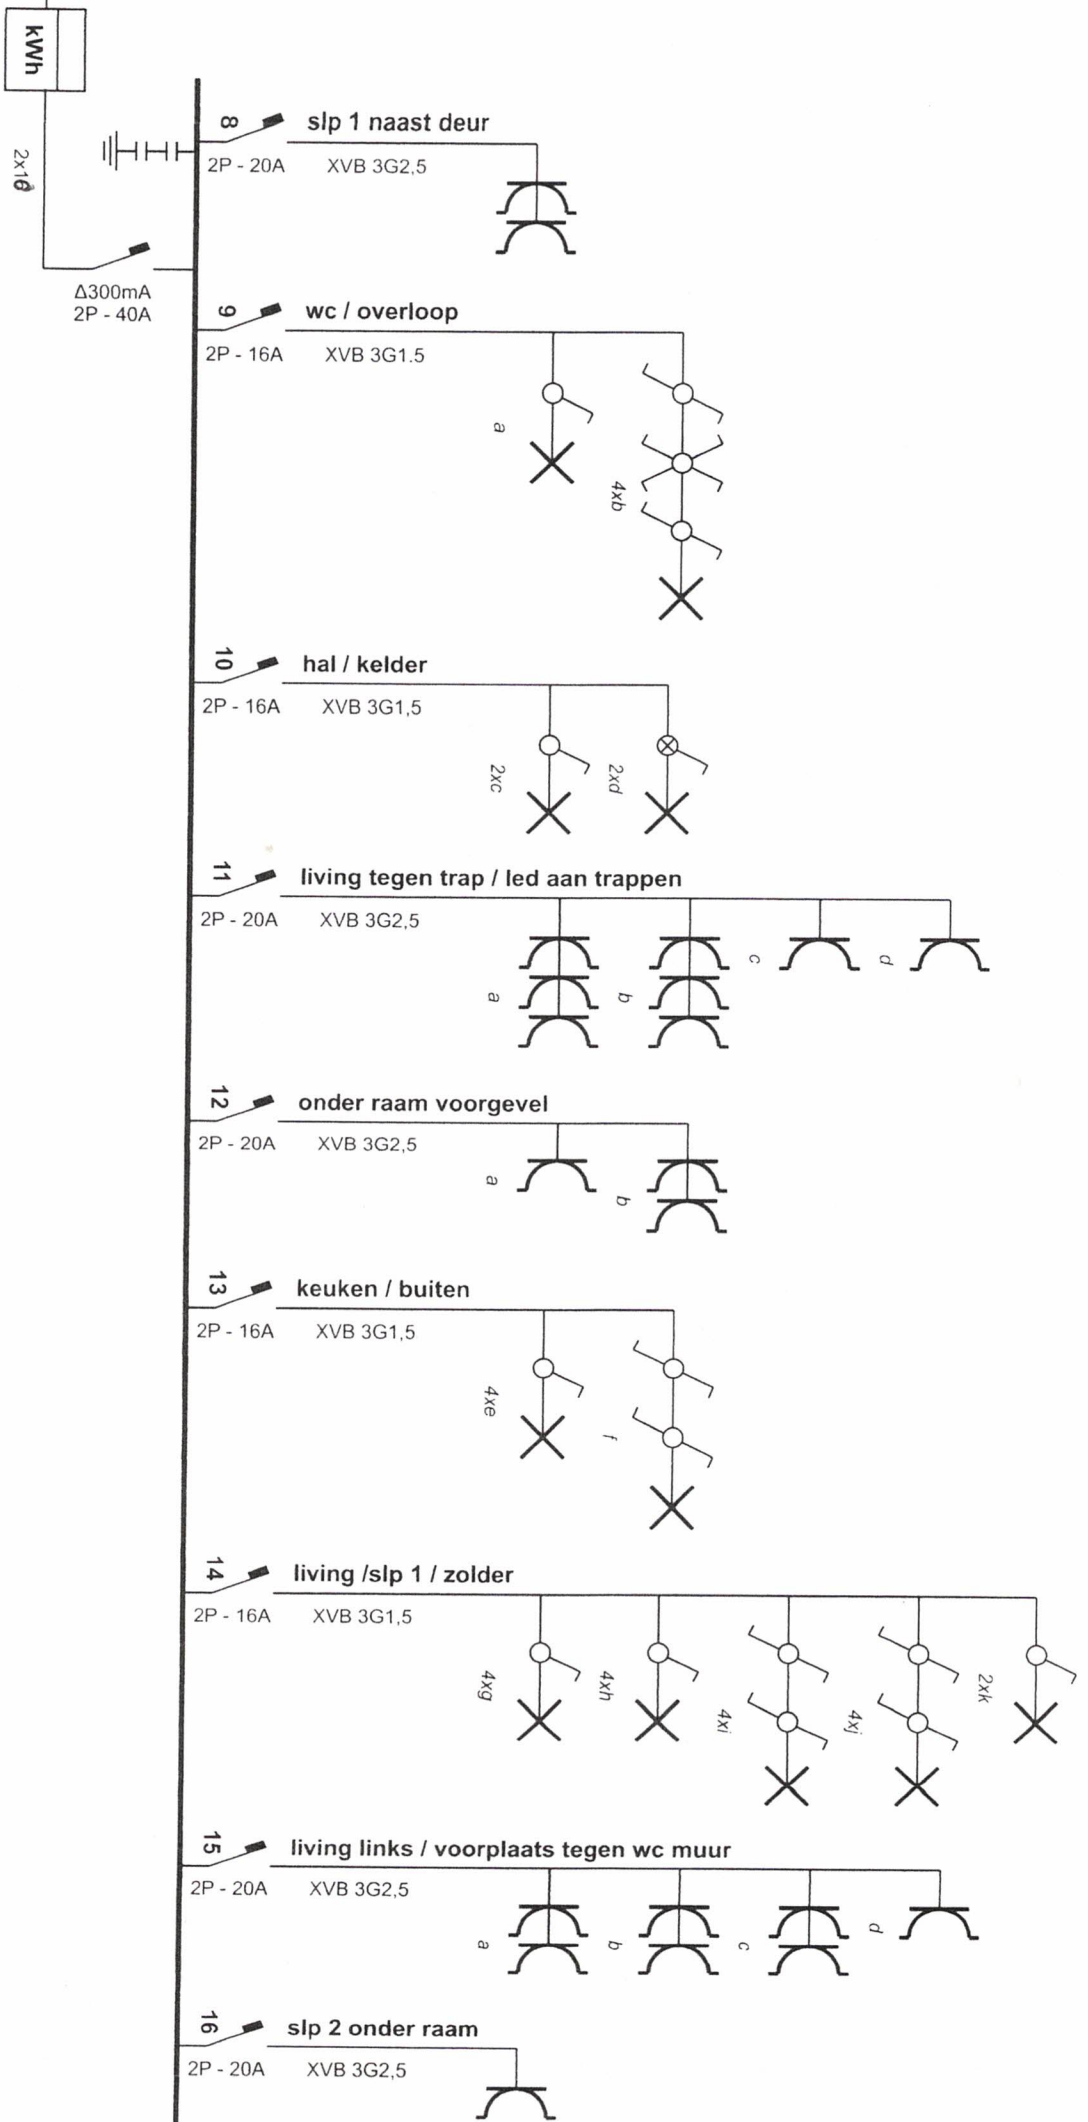 kWh
2x16
Δ300mA
2P - 40A
8
slp 1 naast deur
2P - 20A
XVB 3G2,5
9
wc / overloop
2P - 16A
XVB 3G1.5
a
4xb
10
hal / kelder
2P - 16A
XVB 3G1,5
2xc
2xd
11
living tegen trap / led aan trappen
2P - 20A
XVB 3G2,5
a
b
c
d
12
onder raam voorgevel
2P - 20A
XVB 3G2,5
a
b
13
keuken / buiten
2P - 16A
XVB 3G1,5
4xe
f
14
living /slp 1 / zolder
2P - 16A
XVB 3G1,5
4xg
4xh
4xi
4xj
2xk
15
living links / voorplaats tegen wc muur
2P - 20A
XVB 3G2,5
a
b
c
d
16
slp 2 onder raam
2P - 20A
XVB 3G2,5